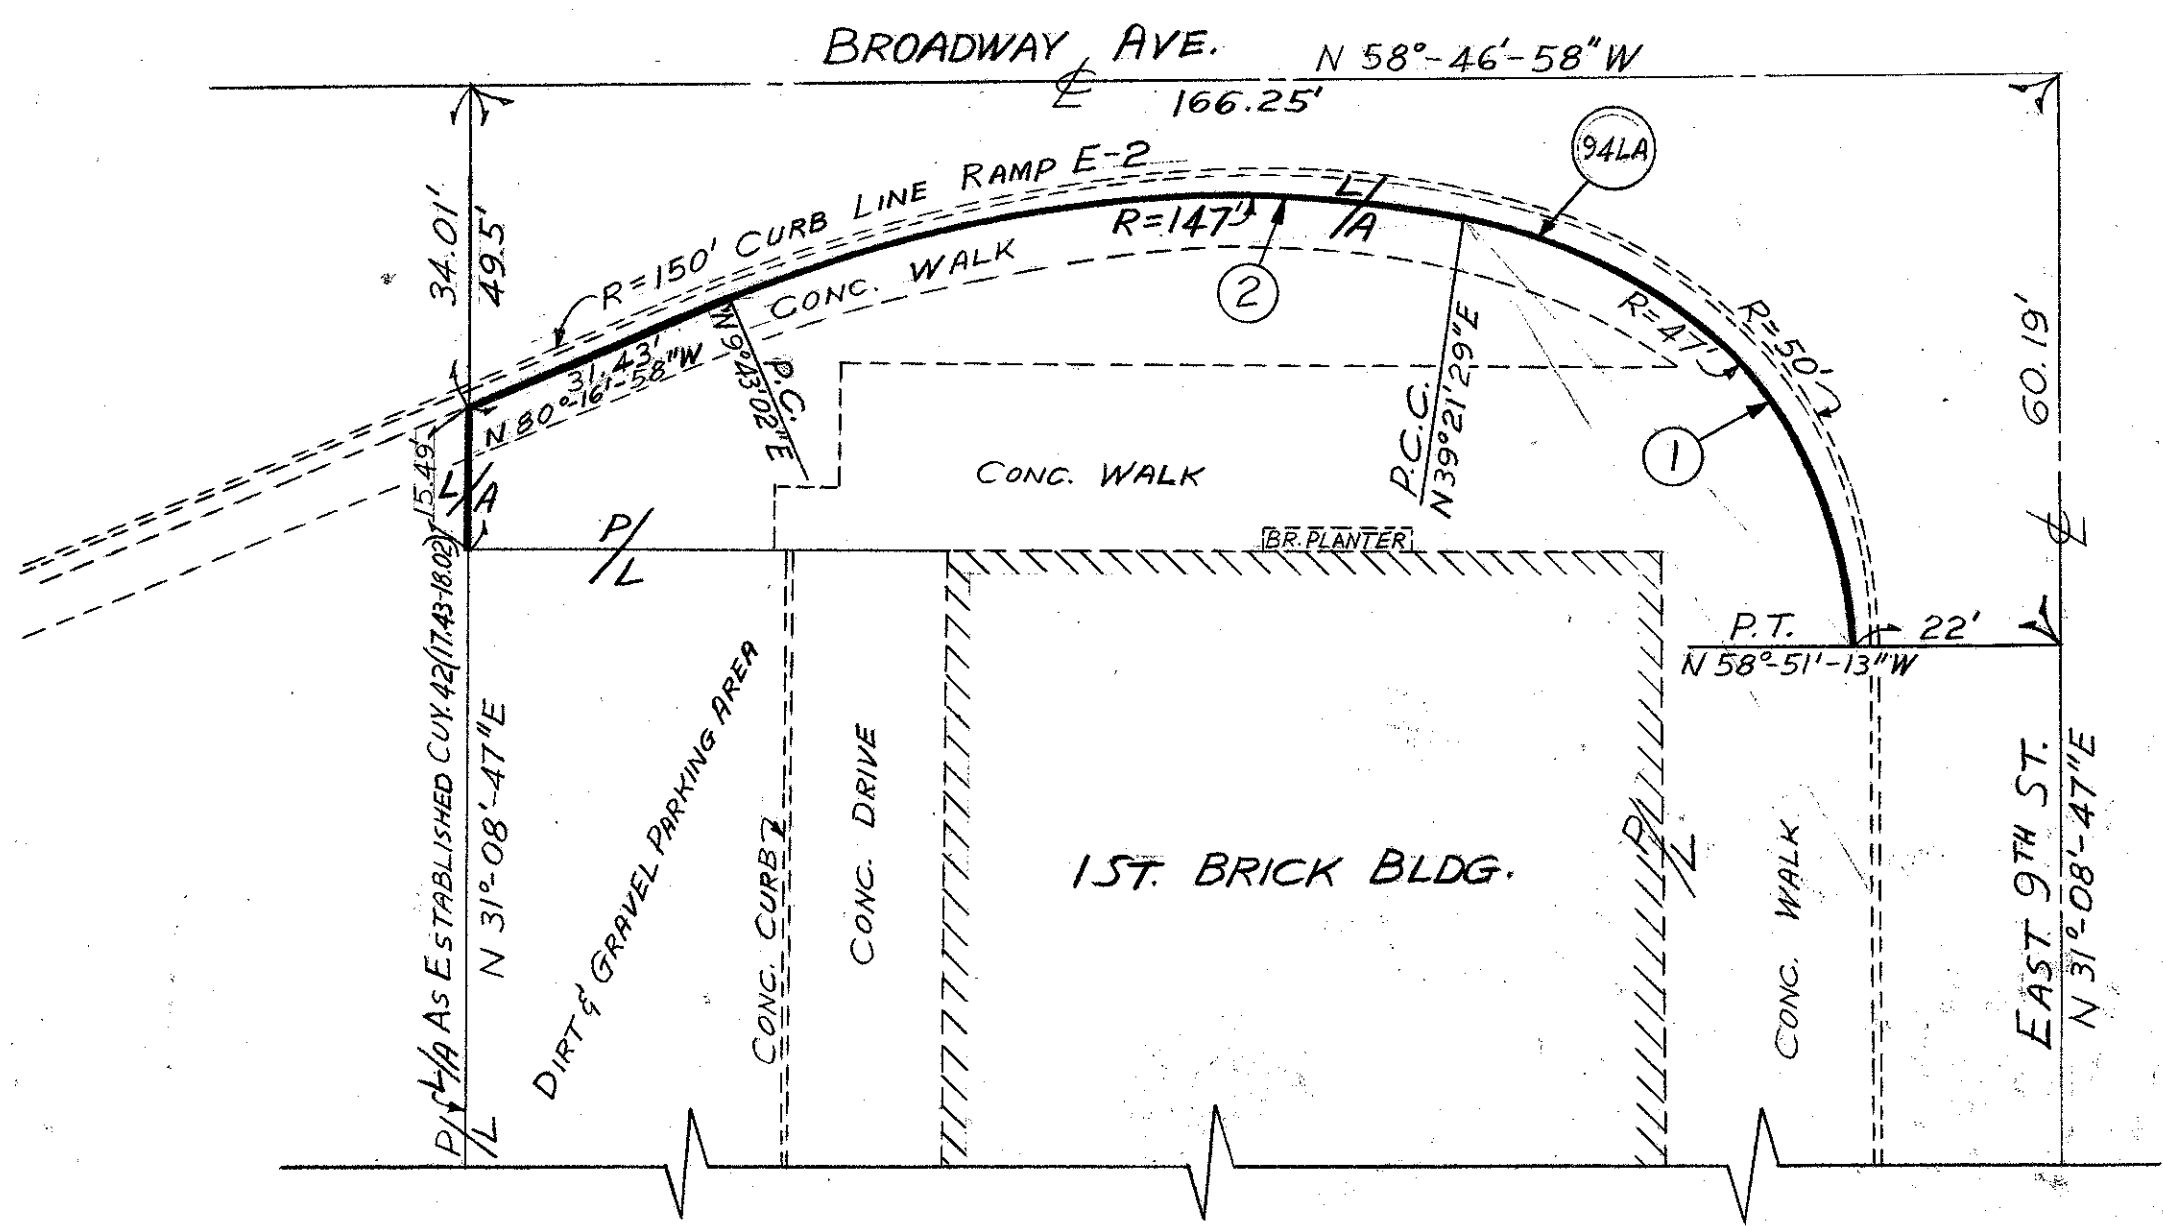 BROADWAY AVE.
N 58°-46'-58"W
℄
166.25'
94LA
RAMP E-2
R=150' CURB LINE
L/A
R=147'
34.01'
49.5'
CONC. WALK
2
R=47'
R=50'
60.19'
31.43'
N 80°-16'-58"W
P.C.
N 9°43'02"E
P.C.C.
N 39°21'29"E
1
15.49'
L/A
CONC. WALK
P/L
BR. PLANTER
℄
P.T.
22'
N 58°-51'-13"W
P/L & L/A AS ESTABLISHED CUY. 42(17.43-18.02)
N 31°-08'-47"E
DIRT & GRAVEL PARKING AREA
CONC. CURB
CONC. DRIVE
1 ST. BRICK BLDG.
P/L
CONC. WALK
EAST 9TH ST.
N 31°-08'-47"E